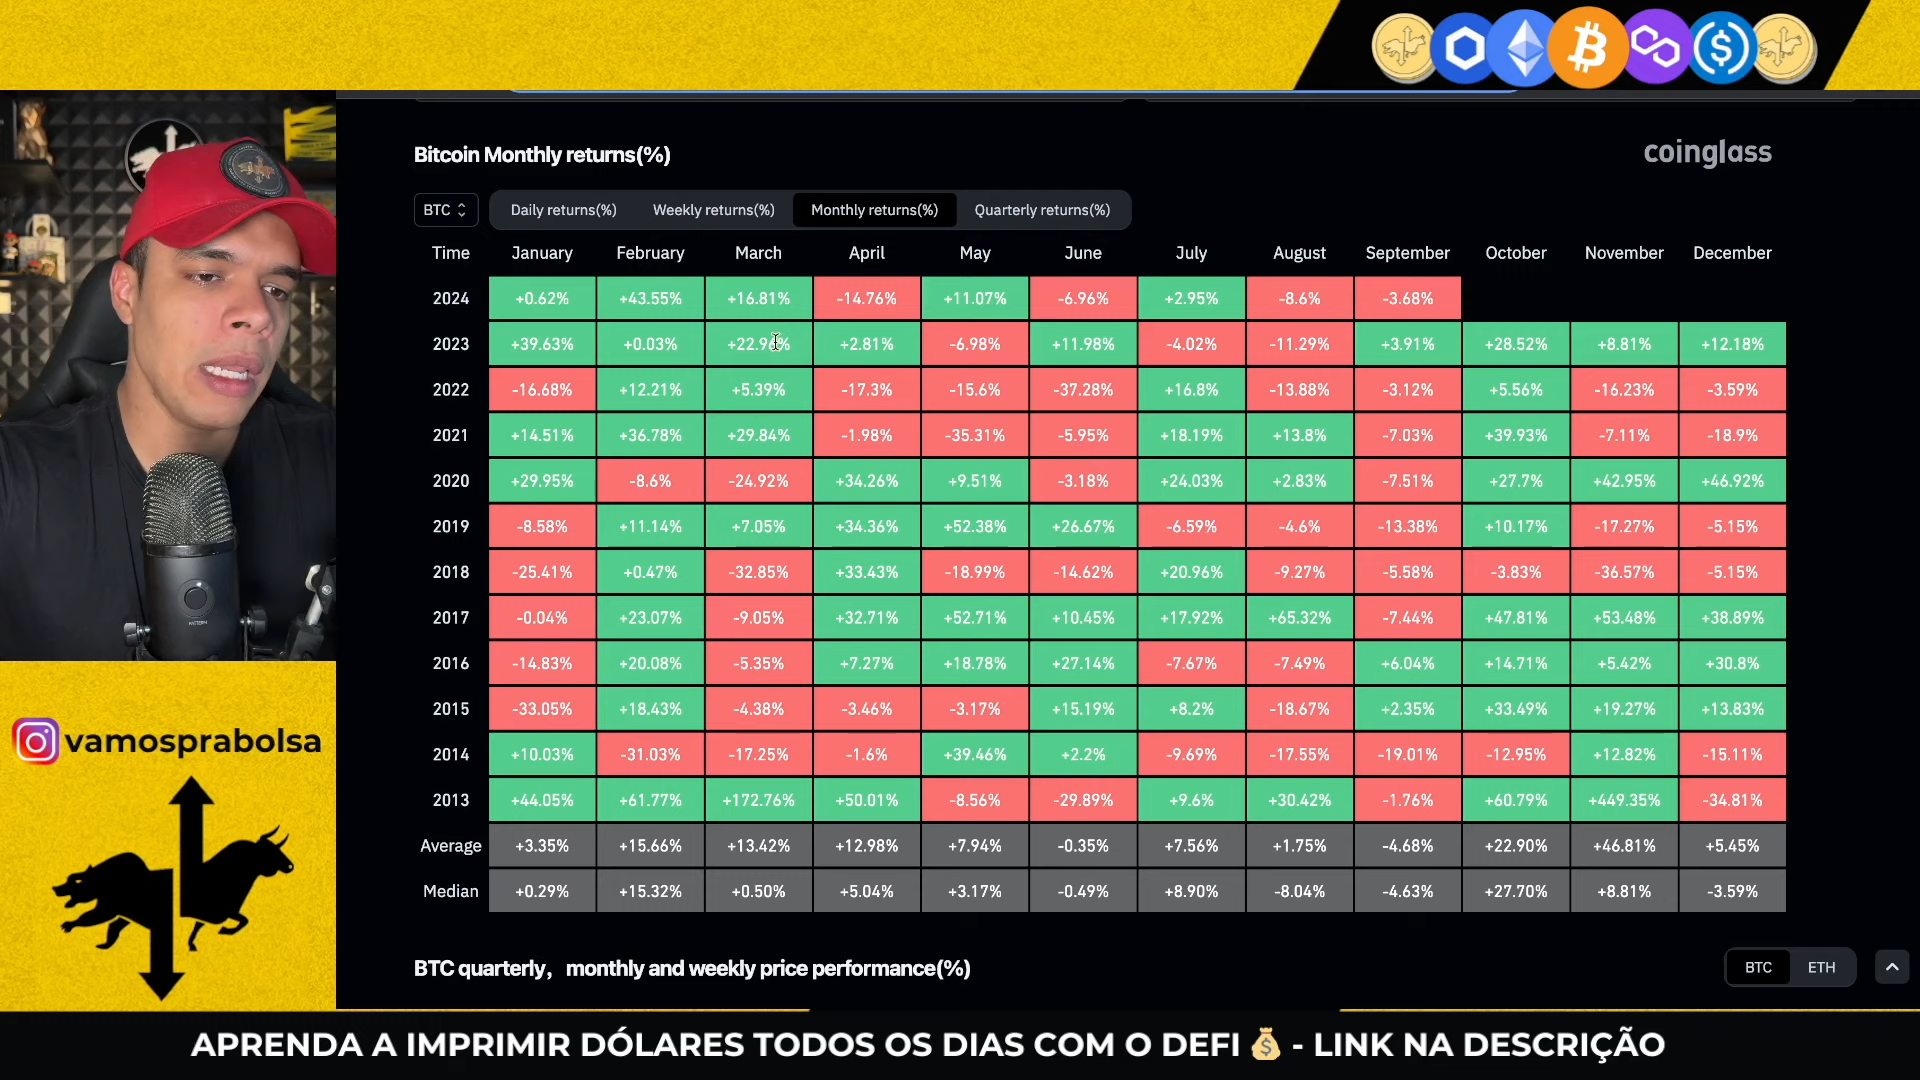 Bitcoin Monthly returns(%)
coinglass
BTC Daily returns(%) Weekly returns(%) Monthly returns(%) Quarterly returns(%)
Time January February March April May June July August September October November December
2024 +0.62% +43.55% +16.81% -14.76% +11.07% -6.96% +2.95% -8.6% -3.68%
2023 +39.63% +0.03% +22.96% +2.81% -6.98% +11.98% -4.02% -11.29% +3.91% +28.52% +8.81% +12.18%
2022 -16.68% +12.21% +5.39% -17.3% -15.6% -37.28% +16.8% -13.88% -3.12% +5.56% -16.23% -3.59%
2021 +14.51% +36.78% +29.84% -1.98% -35.31% -5.95% +18.19% +13.8% -7.03% +39.93% -7.11% -18.9%
2020 +29.95% -8.6% -24.92% +34.26% +9.51% -3.18% +24.03% +2.83% -7.51% +27.7% +42.95% +46.92%
2019 -8.58% +11.14% +7.05% +34.36% +52.38% +26.67% -6.59% -4.6% -13.38% +10.17% -17.27% -5.15%
2018 -25.41% +0.47% -32.85% +33.43% -18.99% -14.62% +20.96% -9.27% -5.58% -3.83% -36.57% -5.15%
2017 -0.04% +23.07% -9.05% +32.71% +52.71% +10.45% +17.92% +65.32% -7.44% +47.81% +53.48% +38.89%
2016 -14.83% +20.08% -5.35% +7.27% +18.78% +27.14% -7.67% -7.49% +6.04% +14.71% +5.42% +30.8%
2015 -33.05% +18.43% -4.38% -3.46% -3.17% +15.19% +8.2% -18.67% +2.35% +33.49% +19.27% +13.83%
2014 +10.03% -31.03% -17.25% -1.6% +39.46% +2.2% -9.69% -17.55% -19.01% -12.95% +12.82% -15.11%
2013 +44.05% +61.77% +172.76% +50.01% -8.56% -29.89% +9.6% +30.42% -1.76% +60.79% +449.35% -34.81%
Average +3.35% +15.66% +13.42% +12.98% +7.94% -0.35% +7.56% +1.75% -4.68% +22.90% +46.81% +5.45%
Median +0.29% +15.32% +0.50% +5.04% +3.17% -0.49% +8.90% -8.04% -4.63% +27.70% +8.81% -3.59%
BTC quarterly， monthly and weekly price performance(%)
BTC ETH
vamosprabolsa
APRENDA A IMPRIMIR DÓLARES TODOS OS DIAS COM O DEFI 💰 - LINK NA DESCRIÇÃO